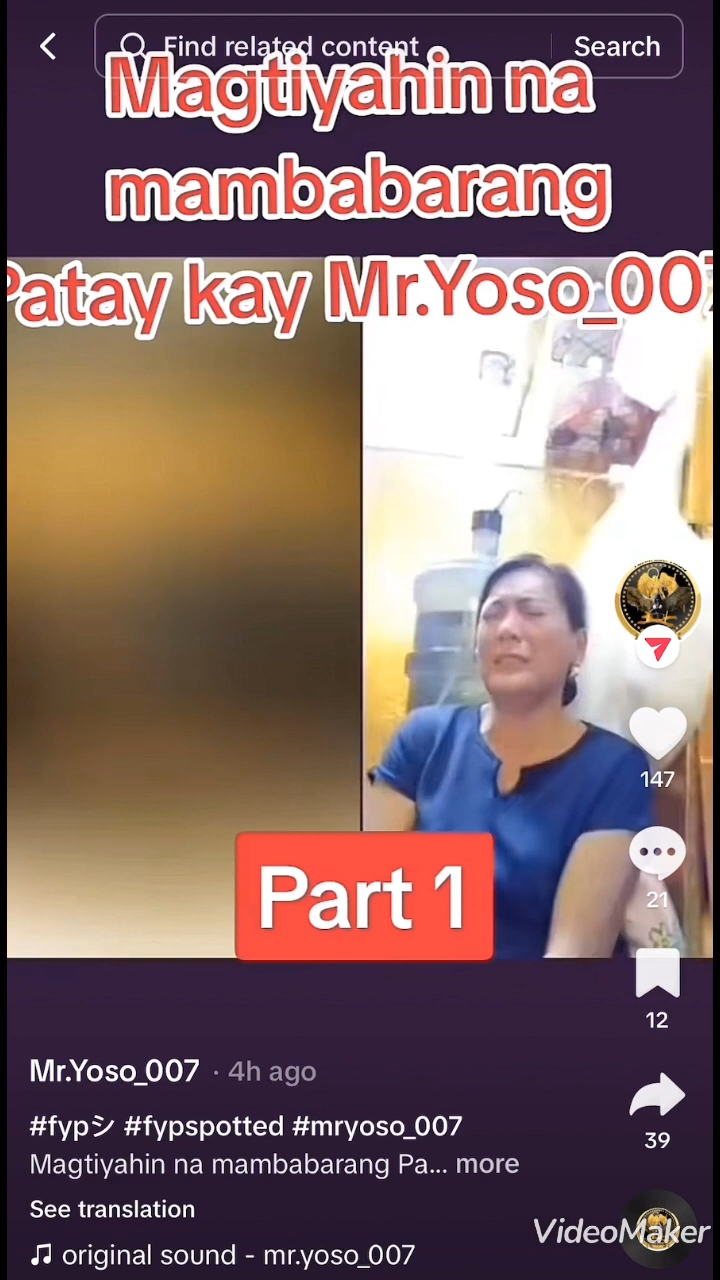 Find related content
Search
Magtiyahin na
mambabarang
Patay kay Mr.Yoso_007
Part 1
147
21
12
39
Mr.Yoso_007 · 4h ago
#fypシ #fypspotted #mryoso_007
Magtiyahin na mambabarang Pa... more
See translation
original sound - mr.yoso_007
VideoMaker